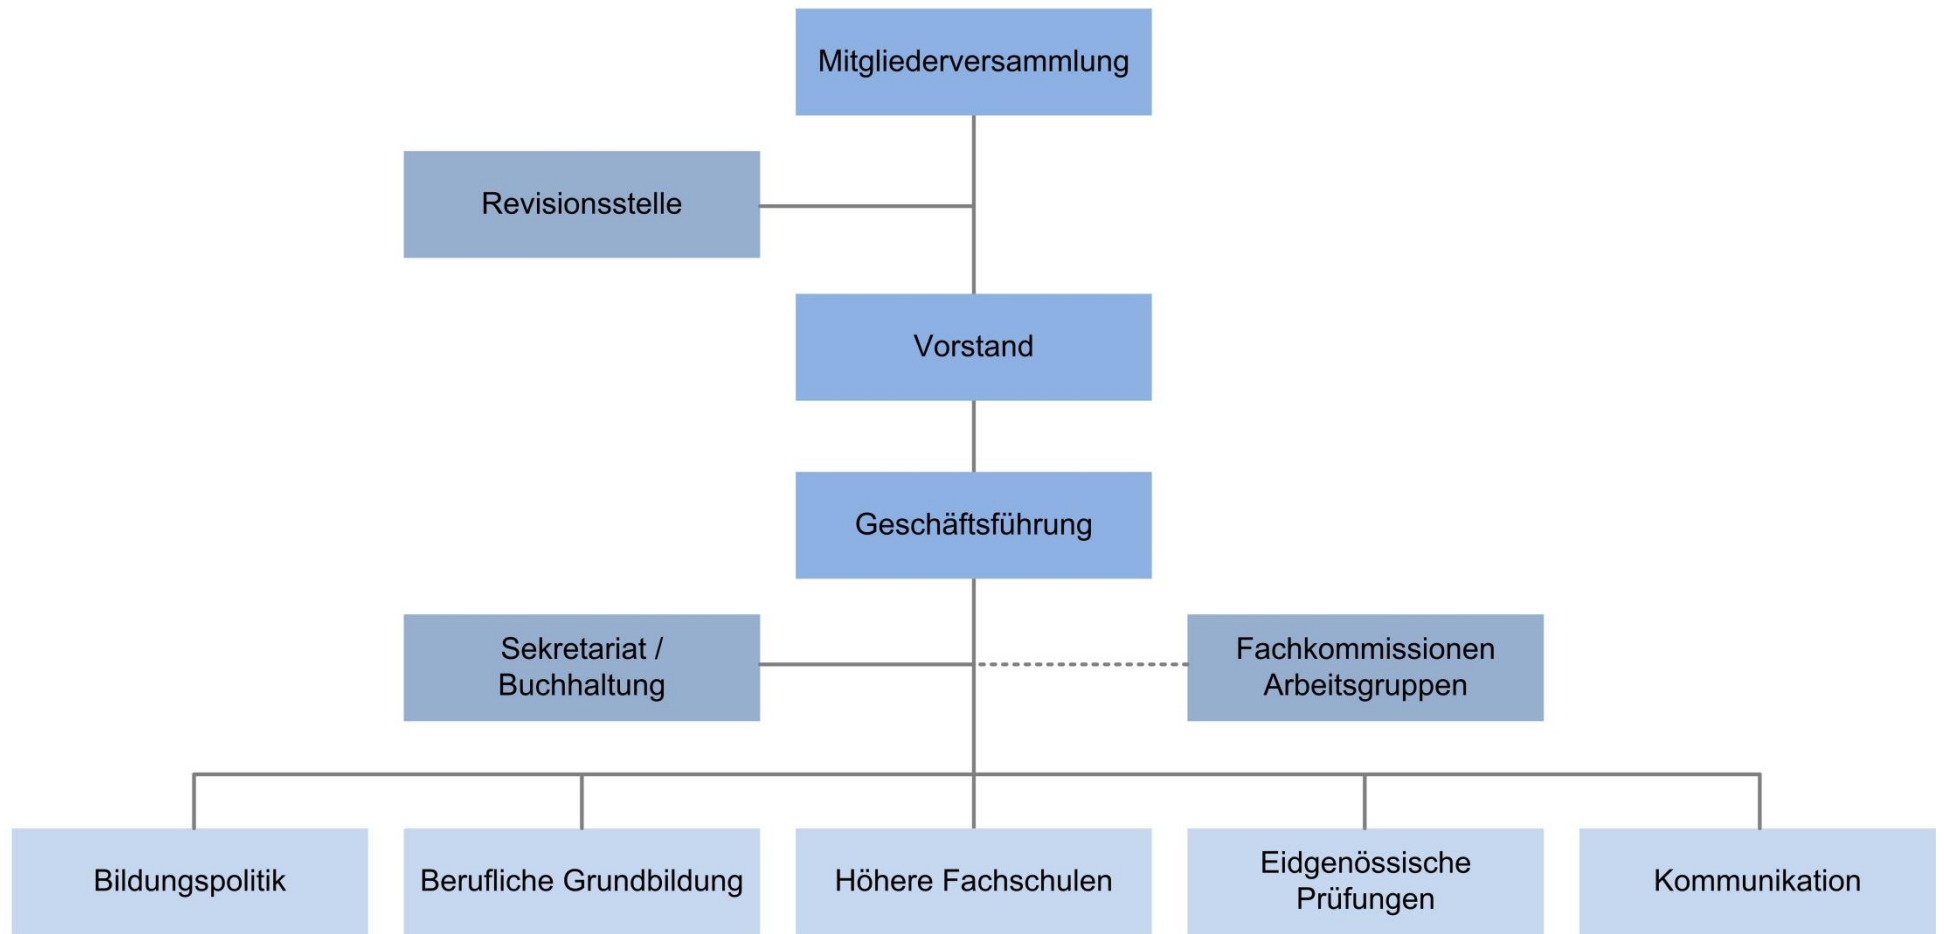 Mitgliederversammlung
Revisionsstelle
Vorstand
Geschäftsführung
Sekretariat /
Buchhaltung
Fachkommissionen
Arbeitsgruppen
Bildungspolitik
Berufliche Grundbildung
Höhere Fachschulen
Eidgenössische
Prüfungen
Kommunikation